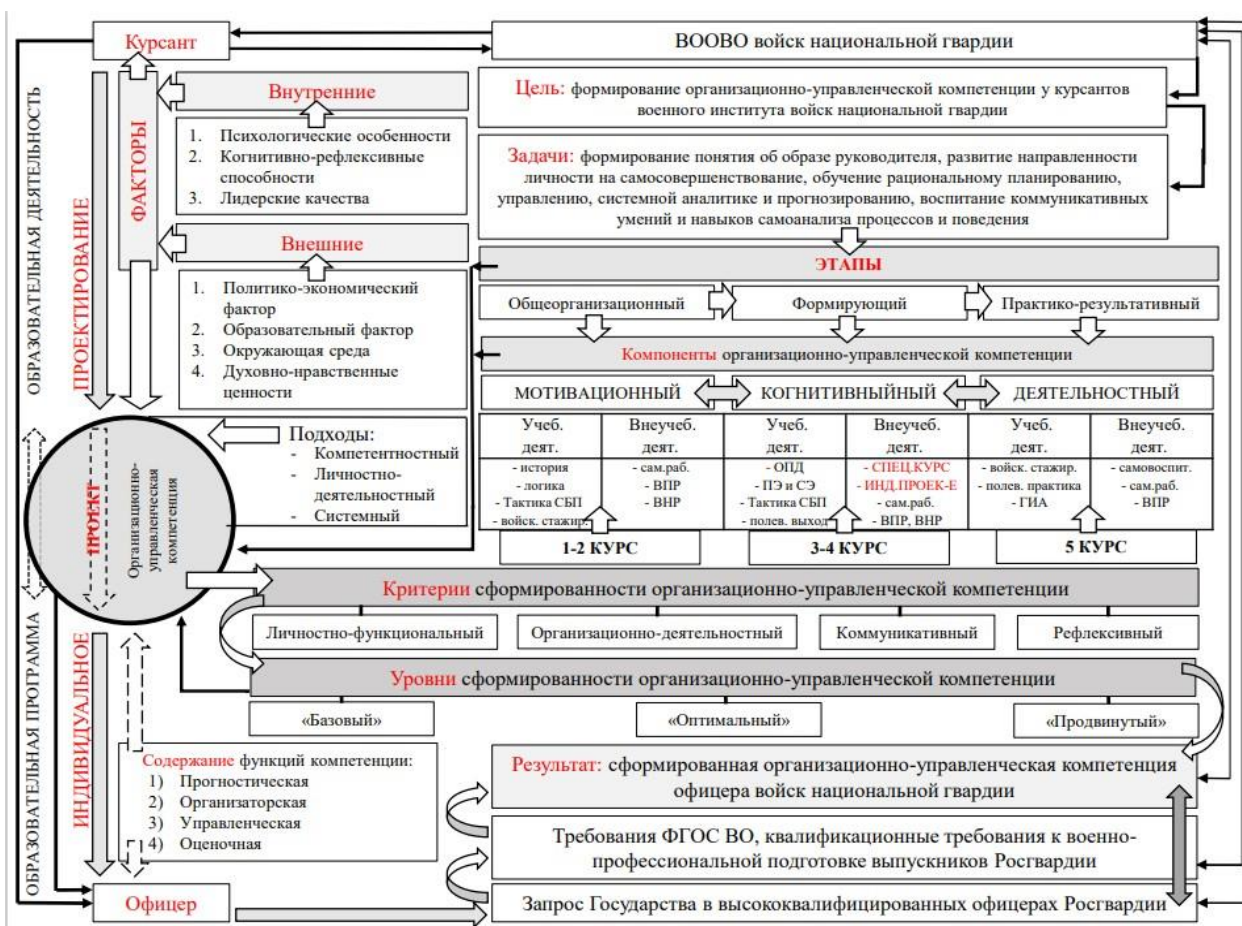 Курсант
ВООВО войск национальной гвардии
ОБРАЗОВАТЕЛЬНАЯ ДЕЯТЕЛЬНОСТЬ
ПРОЕКТИРОВАНИЕ
ФАКТОРЫ
Внутренние
1. Психологические особенности
2. Когнитивно-рефлексивные
способности
3. Лидерские качества
Внешние
1. Политико-экономический
фактор
2. Образовательный фактор
3. Окружающая среда
4. Духовно-нравственные
ценности
Цель: формирование организационно-управленческой компетенции у курсантов
военного института войск национальной гвардии
Задачи: формирование понятия об образе руководителя, развитие направленности
личности на самосовершенствование, обучение рациональному планированию,
управлению, системной аналитике и прогнозированию, воспитание коммуникативных
умений и навыков самоанализа процессов и поведения
ЭТАПЫ
Общеорганизационный
Формирующий
Практико-результативный
Компоненты организационно-управленческой компетенции
МОТИВАЦИОННЫЙ
КОГНИТИВНЫЙНЫЙ
ДЕЯТЕЛЬНОСТНЫЙ
Учеб.
деят.
Внеучеб.
деят.
Учеб.
деят.
Внеучеб.
деят.
Учеб.
деят.
Внеучеб.
деят.
- история
- логика
- Тактика СБП
- войск. стажир.
- сам.раб.
- ВПР
- ВНР
- ОПД
- ПЭ и СЭ
- Тактика СБП
- полев. выход
- СПЕЦ.КУРС
- ИНД.ПРОЕК-Е
- сам.раб.
- ВПР, ВНР
- войск. стажир.
- полев. практика
- ГИА
- самовоспит.
- сам.раб.
- ВПР
1-2 КУРС
3-4 КУРС
5 КУРС
Подходы:
- Компетентностный
- Личностно-
деятельностный
- Системный
ПРОЕКТ
Организационно-
управленческая
компетенция
Критерии сформированности организационно-управленческой компетенции
Личностно-функциональный
Организационно-деятельностный
Коммуникативный
Рефлексивный
Уровни сформированности организационно-управленческой компетенции
«Базовый»
«Оптимальный»
«Продвинутый»
ОБРАЗОВАТЕЛЬНАЯ ПРОГРАММА
ИНДИВИДУАЛЬНОЕ
Содержание функций компетенции:
1) Прогностическая
2) Организаторская
3) Управленческая
4) Оценочная
Результат: сформированная организационно-управленческая компетенция
офицера войск национальной гвардии
Требования ФГОС ВО, квалификационные требования к военно-
профессиональной подготовке выпускников Росгвардии
Офицер
Запрос Государства в высококвалифицированных офицерах Росгвардии